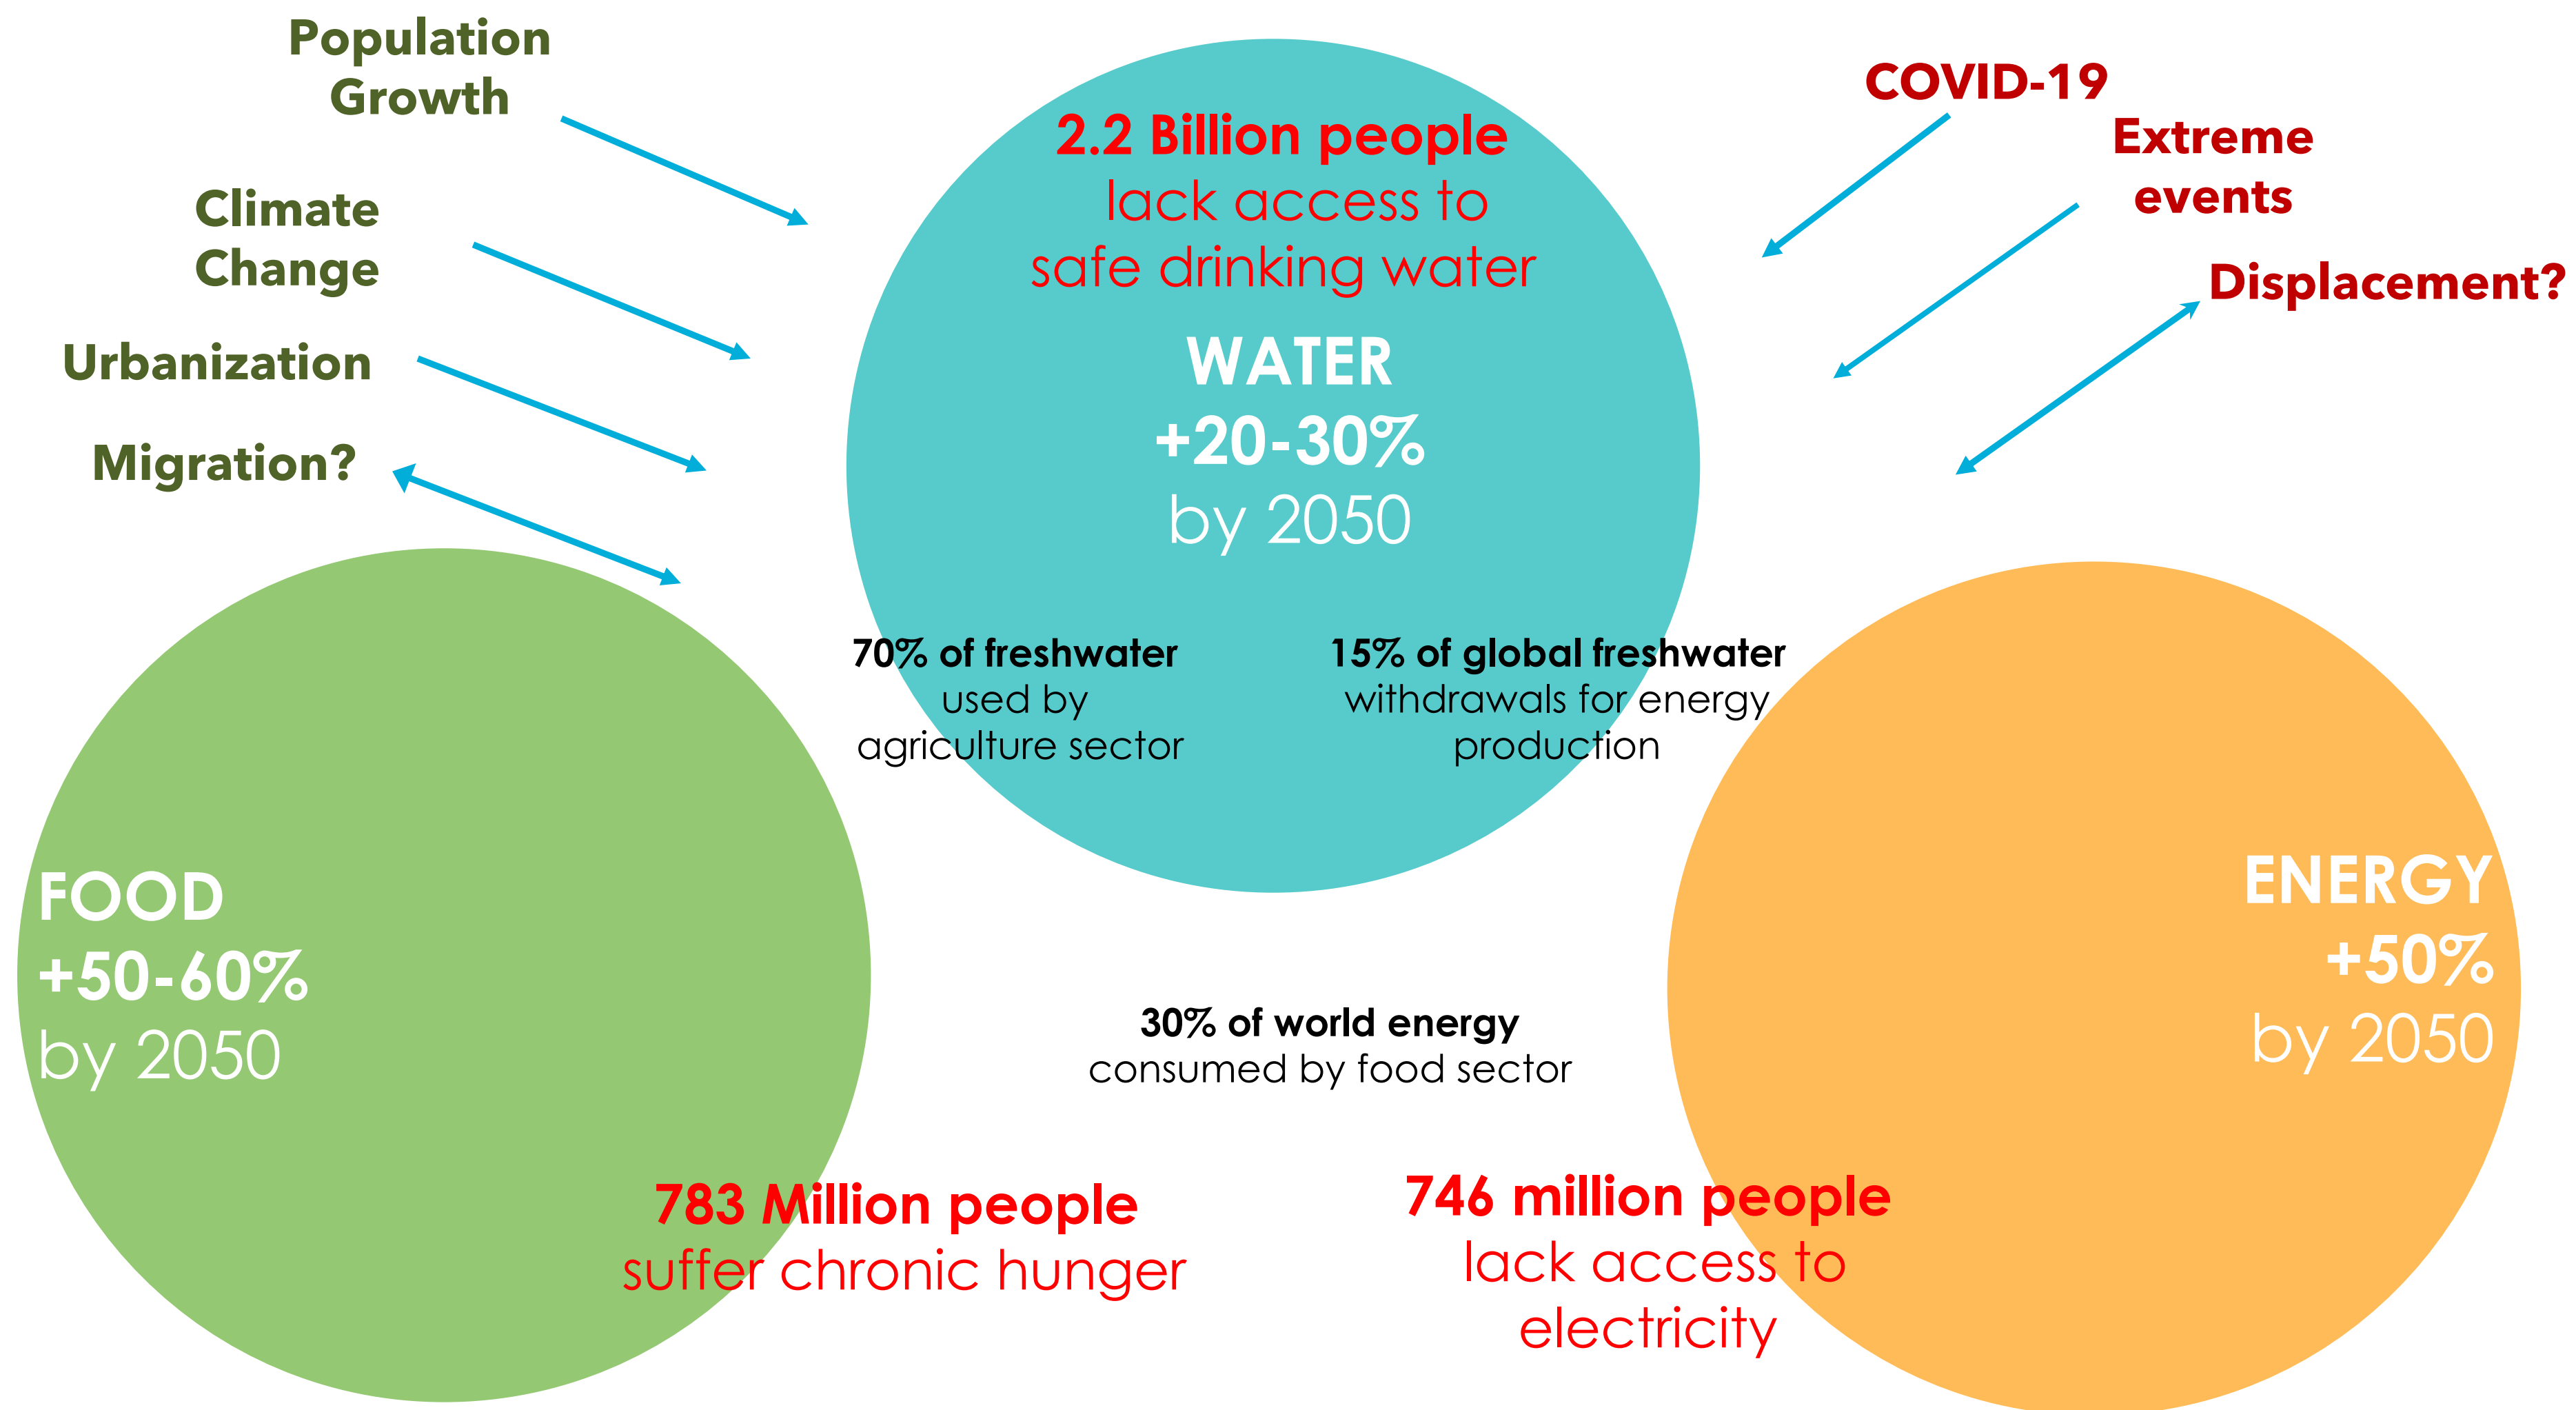 Population
Growth
Climate
Change
Urbanization
Migration?
COVID-19
Extreme
events
Displacement?
2.2 Billion people
lack access to
safe drinking water
WATER
+20-30%
by 2050
70% of freshwater
used by
agriculture sector
15% of global freshwater
withdrawals for energy
production
FOOD
+50-60%
by 2050
ENERGY
+50%
by 2050
30% of world energy
consumed by food sector
783 Million people
suffer chronic hunger
746 million people
lack access to
electricity